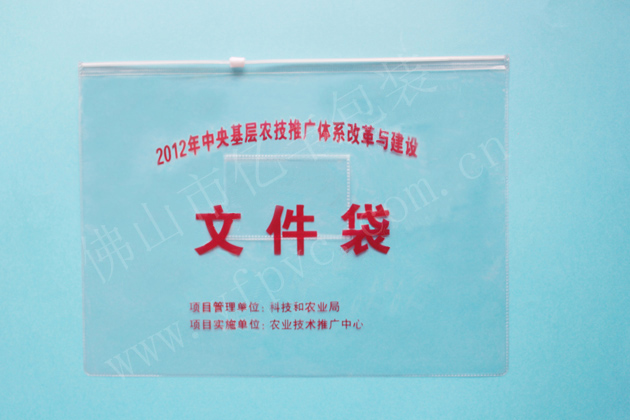 2012年中央基层农技推广体系改革与建设
文件袋
项目管理单位：科技和农业局
项目实施单位：农业技术推广中心